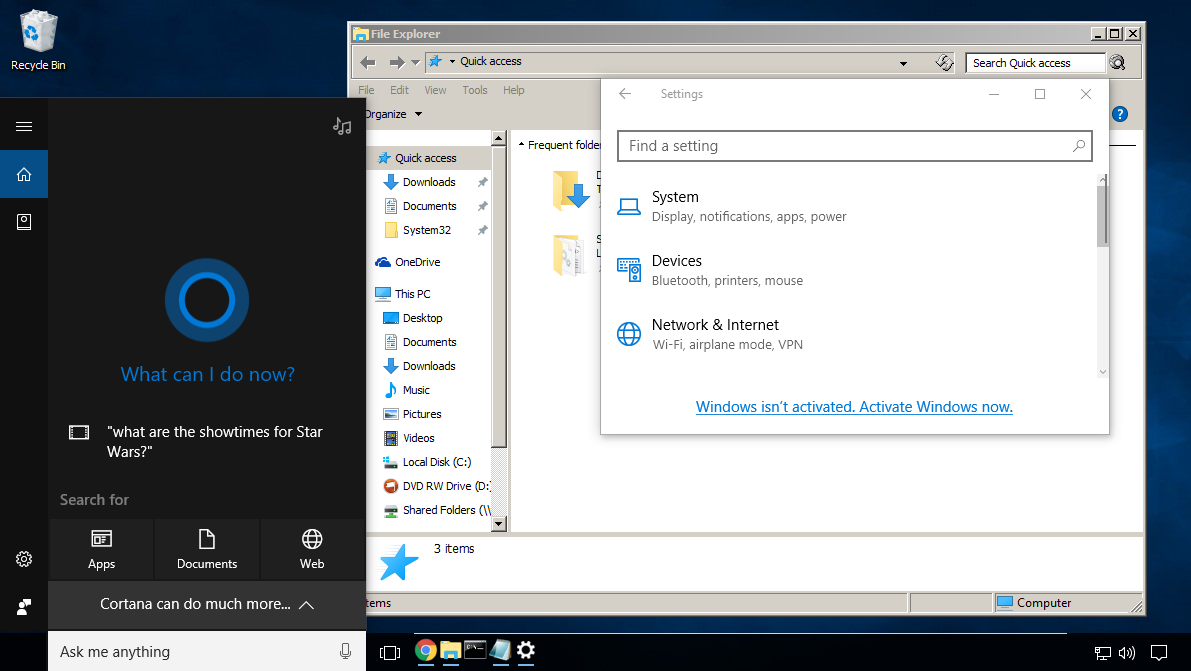 Recycle Bin
File Explorer
Quick access
Search Quick access
File Edit View Tools Help
Organize
Quick access
Downloads
Documents
System32
OneDrive
This PC
Desktop
Documents
Downloads
Music
Pictures
Videos
Local Disk (C:)
DVD RW Drive (D:)
Shared Folders (\\
Frequent folde
3 items
tems
Computer
Settings
Find a setting
System
Display, notifications, apps, power
Devices
Bluetooth, printers, mouse
Network & Internet
Wi-Fi, airplane mode, VPN
Windows isn't activated. Activate Windows now.
What can I do now?
"what are the showtimes for Star
Wars?"
Search for
Apps
Documents
Web
Cortana can do much more...
Ask me anything